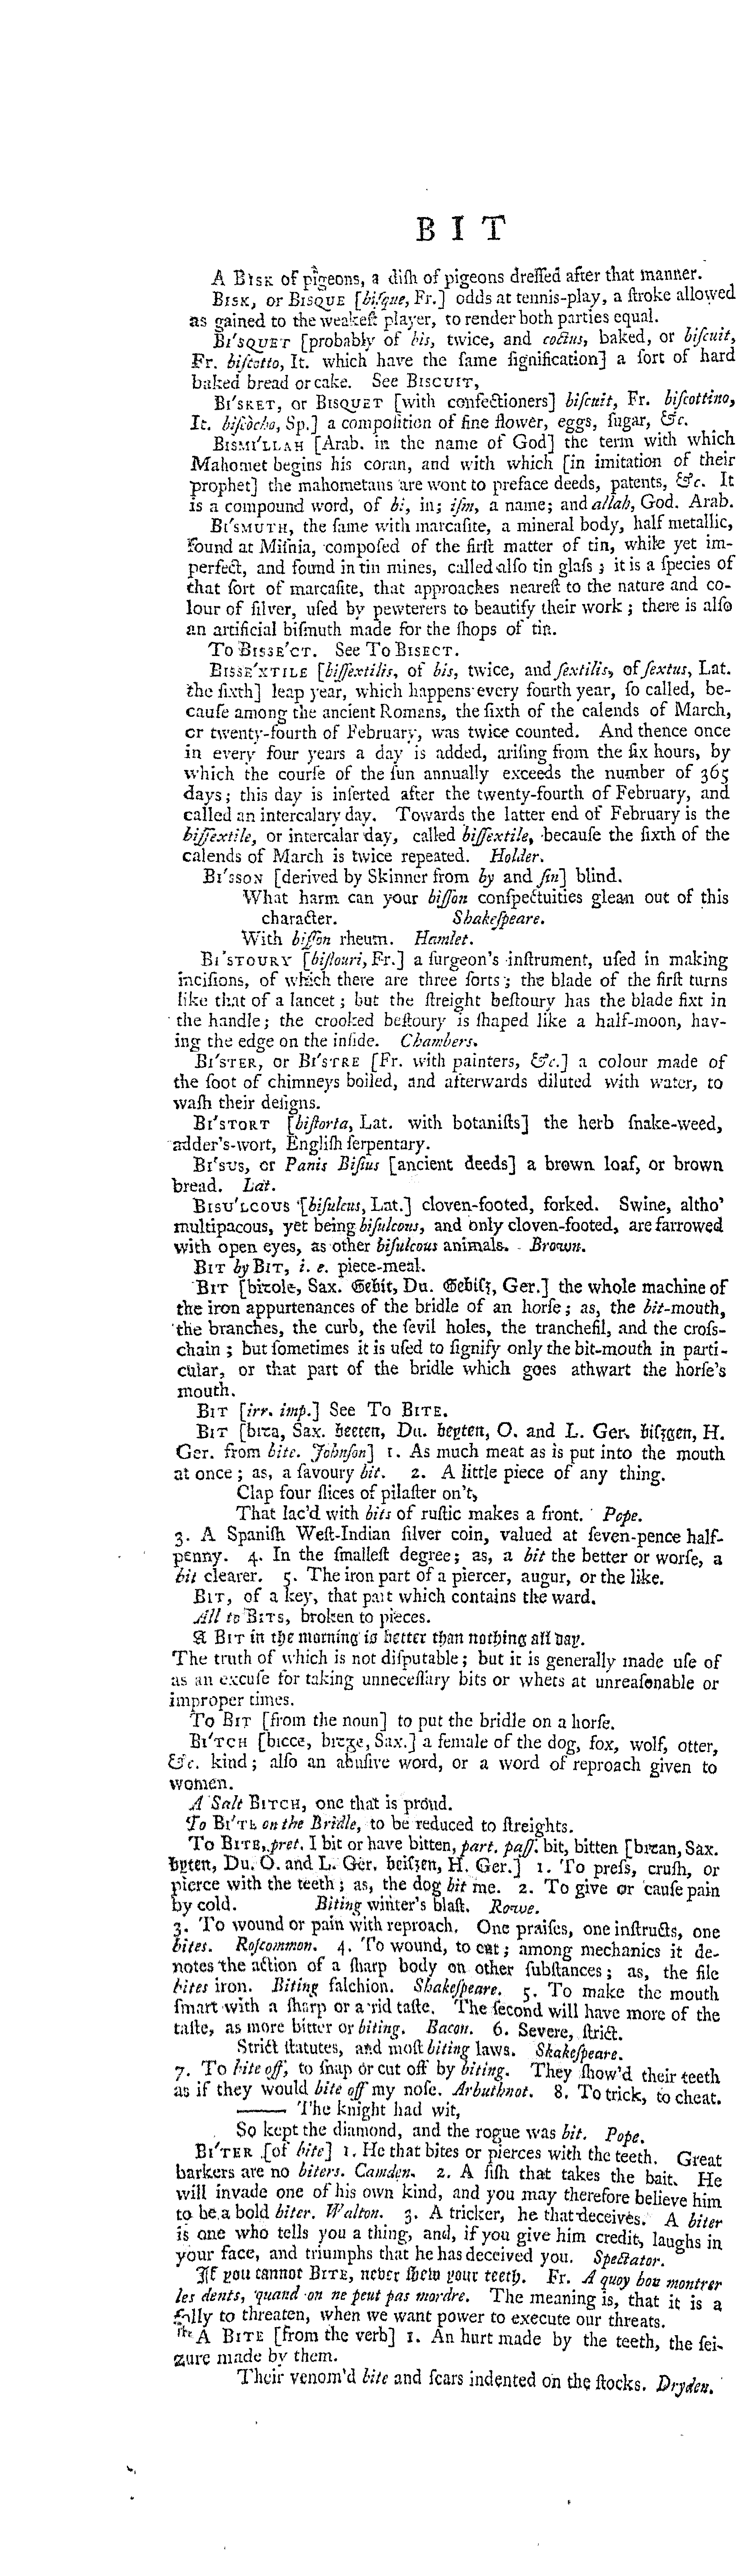 B I T
A BISK of pigeons, a diſh of pigeons dreſſed after that manner.
BISK, or BISQUE [biſque, Fr.] odds at tennis-play, a ſtroke allowed
as gained to the weakeſt player, to render both parties equal.
BI'SQUET [probably of bis, twice, and coctus, baked, or biſcuit,
Fr. biſcotto, It. which have the ſame ſignification] a ſort of hard
baked bread or cake. See BISCUIT,
BI'SKET, or BISQUET [with confectioners] biſcuit, Fr. biſcottino,
It. biſcòcho, Sp.] a compoſition of fine flower, eggs, ſugar, &c.
BISMI'LLAH [Arab. in the name of God] the term with which
Mahomet begins his coran, and with which [in imitation of their
prophet] the mahometans are wont to preface deeds, patents, &c. It
is a compound word, of bi, in; iſm, a name; and allah, God. Arab.
BI'SMUTH, the ſame with marcaſite, a mineral body, half metallic,
found at Miſnia, compoſed of the firſt matter of tin, while yet im-
perfect, and found in tin mines, called alſo tin glaſs; it is a ſpecies of
that ſort of marcaſite, that approaches neareſt to the nature and co-
lour of ſilver, uſed by pewterers to beautify their work; there is alſo
an artificial biſmuth made for the ſhops of tin.
To BISSE'CT. See To BISECT.
BISSE'XTILE [biſſextilis, of bis, twice, and ſextilis, of ſextus, Lat.
the ſixth] leap year, which happens every fourth year, ſo called, be-
cauſe among the ancient Romans, the ſixth of the calends of March,
or twenty-fourth of February, was twice counted. And thence once
in every four years a day is added, ariſing from the ſix hours, by
which the courſe of the ſun annually exceeds the number of 365
days; this day is inſerted after the twenty-fourth of February, and
called an intercalary day. Towards the latter end of February is the
biſſextile, or intercalar day, called biſſextile, becauſe the ſixth of the
calends of March is twice repeated. Holder.
BI'SSON [derived by Skinner from by and ſin] blind.
What harm can your biſſon conſpectuities glean out of this
character. Shakeſpeare.
With biſſon rheum. Hamlet.
BI'STOURY [biſtouri, Fr.] a ſurgeon's inſtrument, uſed in making
inciſions, of which there are three ſorts; the blade of the firſt turns
like that of a lancet; but the ſtreight beſtoury has the blade fixt in
the handle; the crooked beſtoury is ſhaped like a half-moon, hav-
ing the edge on the inſide. Chambers.
BI'STER, or BI'STRE [Fr. with painters, &c.] a colour made of
the ſoot of chimneys boiled, and afterwards diluted with water, to
waſh their deſigns.
BI'STORT [biſtorta, Lat. with botaniſts] the herb ſnake-weed,
adder's-wort, Engliſh ſerpentary.
BI'SUS, or Panis Biſius [ancient deeds] a brown loaf, or brown
bread. Lat.
BISU'LCOUS [biſulcus, Lat.] cloven-footed, forked. Swine, altho'
multipacous, yet being biſulcous, and only cloven-footed, are farrowed
with open eyes, as other biſulcous animals. Brown.
BIT by BIT, i. e. piece-meal.
BIT [bitole, Sax. Gebit, Du. Gebiſz, Ger.] the whole machine of
the iron appurtenances of the bridle of an horſe; as, the bit-mouth,
the branches, the curb, the ſevil holes, the tranchefil, and the croſs-
chain; but ſometimes it is uſed to ſignify only the bit-mouth in parti-
cular, or that part of the bridle which goes athwart the horſe's
mouth.
BIT [irr. imp.] See To BITE.
BIT [bita, Sax. beeten, Du. beyten, O. and L. Ger. biſzgen, H.
Ger. from bite. Johnſon] 1. As much meat as is put into the mouth
at once; as, a ſavoury bit. 2. A little piece of any thing.
Clap four ſlices of pilaſter on't,
That lac'd with bits of ruſtic makes a front. Pope.
3. A Spaniſh Weſt-Indian ſilver coin, valued at ſeven-pence half-
penny. 4. In the ſmalleſt degree; as, a bit the better or worſe, a
bit clearer. 5. The iron part of a piercer, augur, or the like.
BIT, of a key, that part which contains the ward.
All to BITS, broken to pieces.
A BIT in the morning is better than nothing all day.
The truth of which is not diſputable; but it is generally made uſe of
as an excuſe for taking unneceſſary bits or whets at unreaſonable or
improper times.
To BIT [from the noun] to put the bridle on a horſe.
BI'TCH [bicce, bitge, Sax.] a female of the dog, fox, wolf, otter,
&c. kind; alſo an abuſive word, or a word of reproach given to
women.
A Salt BITCH, one that is proud.
To BI'TE on the Bridle, to be reduced to ſtreights.
To BITE, pret. I bit or have bitten, part. paſſ. bit, bitten [bitan, Sax.
byten, Du. O. and L. Ger. beiſzen, H. Ger.] 1. To preſs, cruſh, or
pierce with the teeth; as, the dog bit me. 2. To give or cauſe pain
by cold. Biting winter's blaſt. Rowe.
3. To wound or pain with reproach. One praiſes, one inſtructs, one
bites. Roſcommon. 4. To wound, to cut; among mechanics it de-
notes the action of a ſharp body on other ſubſtances; as, the file
bites iron. Biting falchion. Shakeſpeare. 5. To make the mouth
ſmart with a ſharp or acrid taſte. The ſecond will have more of the
taſte, as more bitter or biting. Bacon. 6. Severe, ſtrict.
Strict ſtatutes, and moſt biting laws. Shakeſpeare.
7. To bite off, to ſnap or cut off by biting. They ſhow'd their teeth
as if they would bite off my noſe. Arbuthnot. 8. To trick, to cheat.
—— The knight had wit,
So kept the diamond, and the rogue was bit. Pope.
BI'TER [of bite] 1. He that bites or pierces with the teeth. Great
barkers are no biters. Camden. 2. A fiſh that takes the bait. He
will invade one of his own kind, and you may therefore believe him
to be a bold biter. Walton. 3. A tricker, he that deceives. A biter
is one who tells you a thing, and, if you give him credit, laughs in
your face, and triumphs that he has deceived you. Spectator.
If you cannot BITE, never ſhew your teeth. Fr. A quoy bon montrer
les dents, quand on ne peut pas mordre. The meaning is, that it is a
folly to threaten, when we want power to execute our threats.
The A BITE [from the verb] 1. An hurt made by the teeth, the ſei-
zure made by them.
Their venom'd bite and ſcars indented on the ſtocks. Dryden.